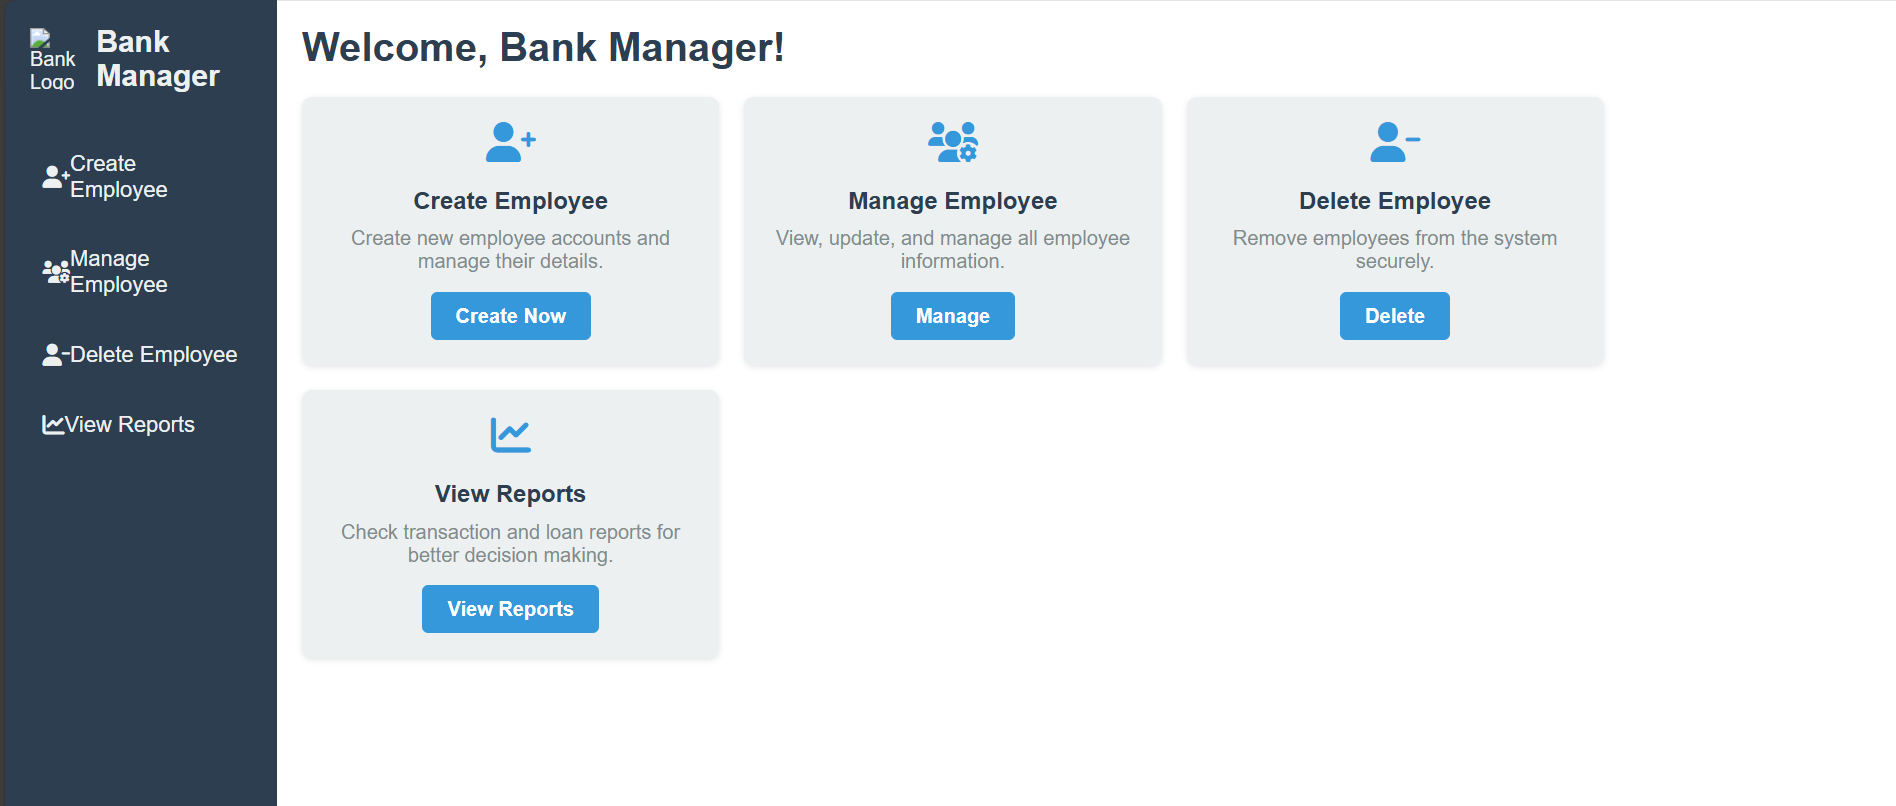 Bank
Logo
Bank
Manager
Create
Employee
Manage
Employee
Delete Employee
View Reports
Welcome, Bank Manager!
Create Employee
Create new employee accounts and
manage their details.
Create Now
Manage Employee
View, update, and manage all employee
information.
Manage
Delete Employee
Remove employees from the system
securely.
Delete
View Reports
Check transaction and loan reports for
better decision making.
View Reports